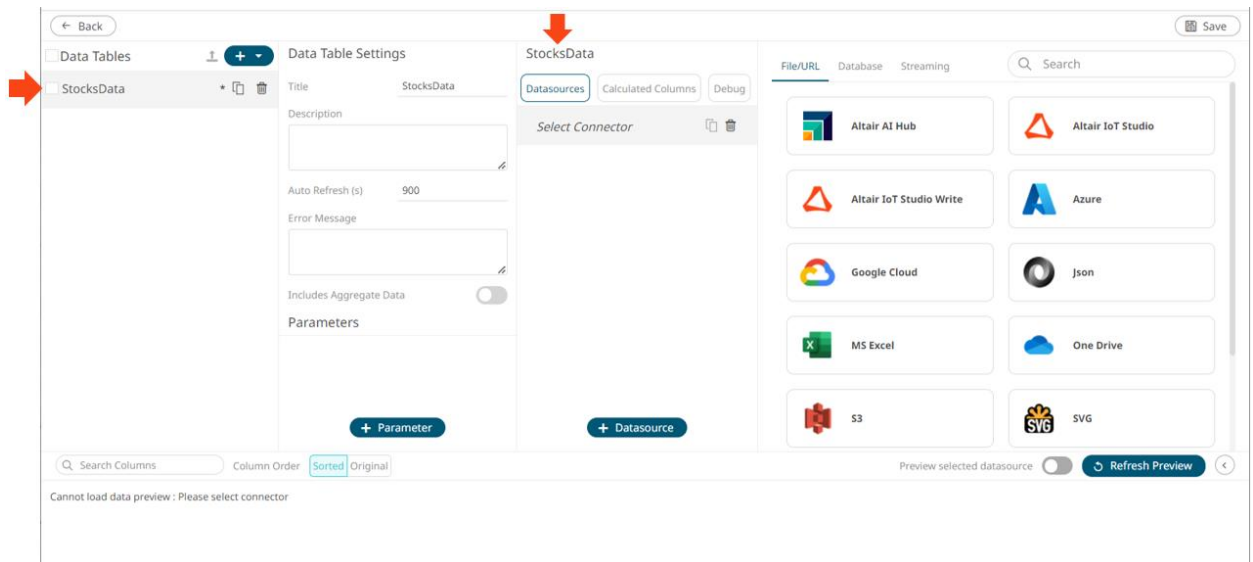 Back
Save
Data Tables
StocksData
*
Data Table Settings
Title StocksData
Description
Auto Refresh (s) 900
Error Message
Includes Aggregate Data
Parameters
+ Parameter
StocksData
Datasources Calculated Columns Debug
Select Connector
+ Datasource
File/URL Database Streaming Search
Altair AI Hub Altair IoT Studio
Altair IoT Studio Write Azure
Google Cloud Json
MS Excel One Drive
S3 SVG SVG
Search Columns Column Order Sorted Original Preview selected datasource Refresh Preview
Cannot load data preview : Please select connector